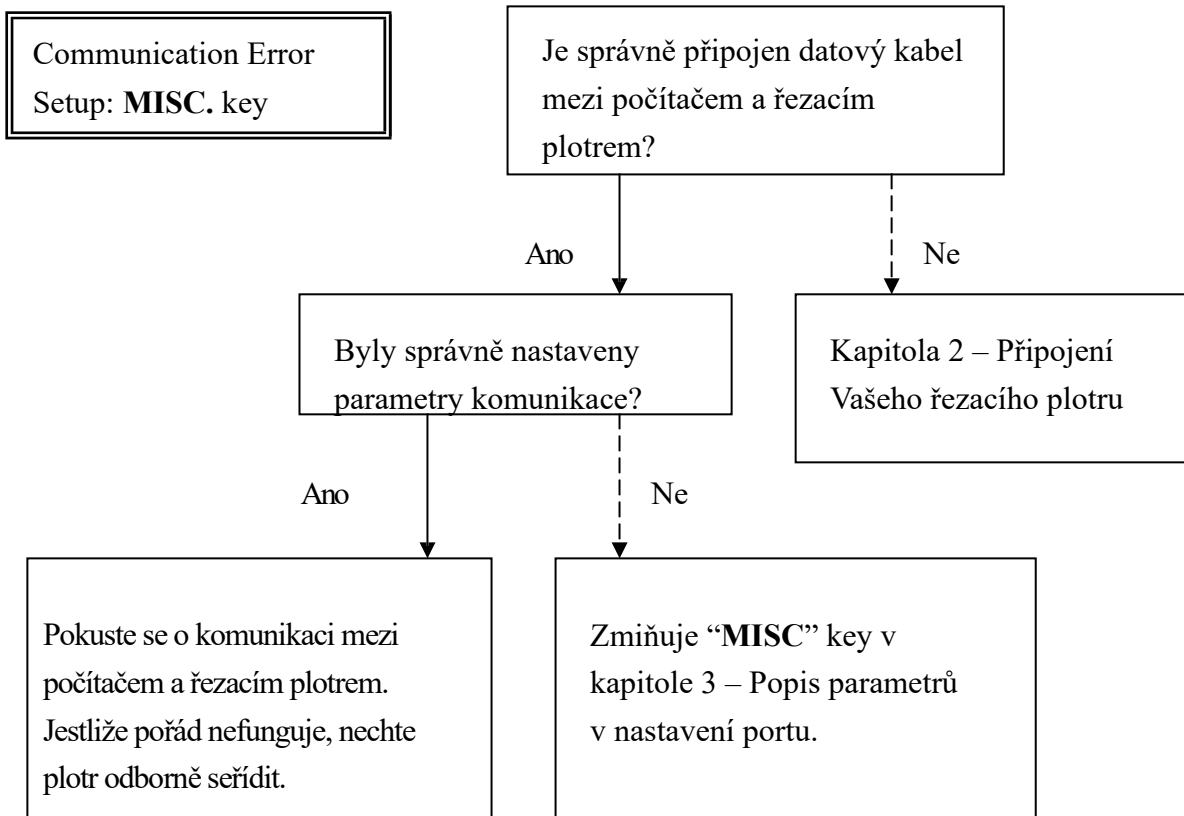 Communication Error
Setup: MISC. key
Je správně připojen datový kabel
mezi počítačem a řezacím
plotrem?
Ano
Ne
Byly správně nastaveny
parametry komunikace?
Kapitola 2 – Připojení
Vašeho řezacího plotru
Ano
Ne
Pokuste se o komunikaci mezi
počítačem a řezacím plotrem.
Jestliže pořád nefunguje, nechte
plotr odborně seřídit.
Zmiňuje “MISC” key v
kapitole 3 – Popis parametrů
v nastavení portu.